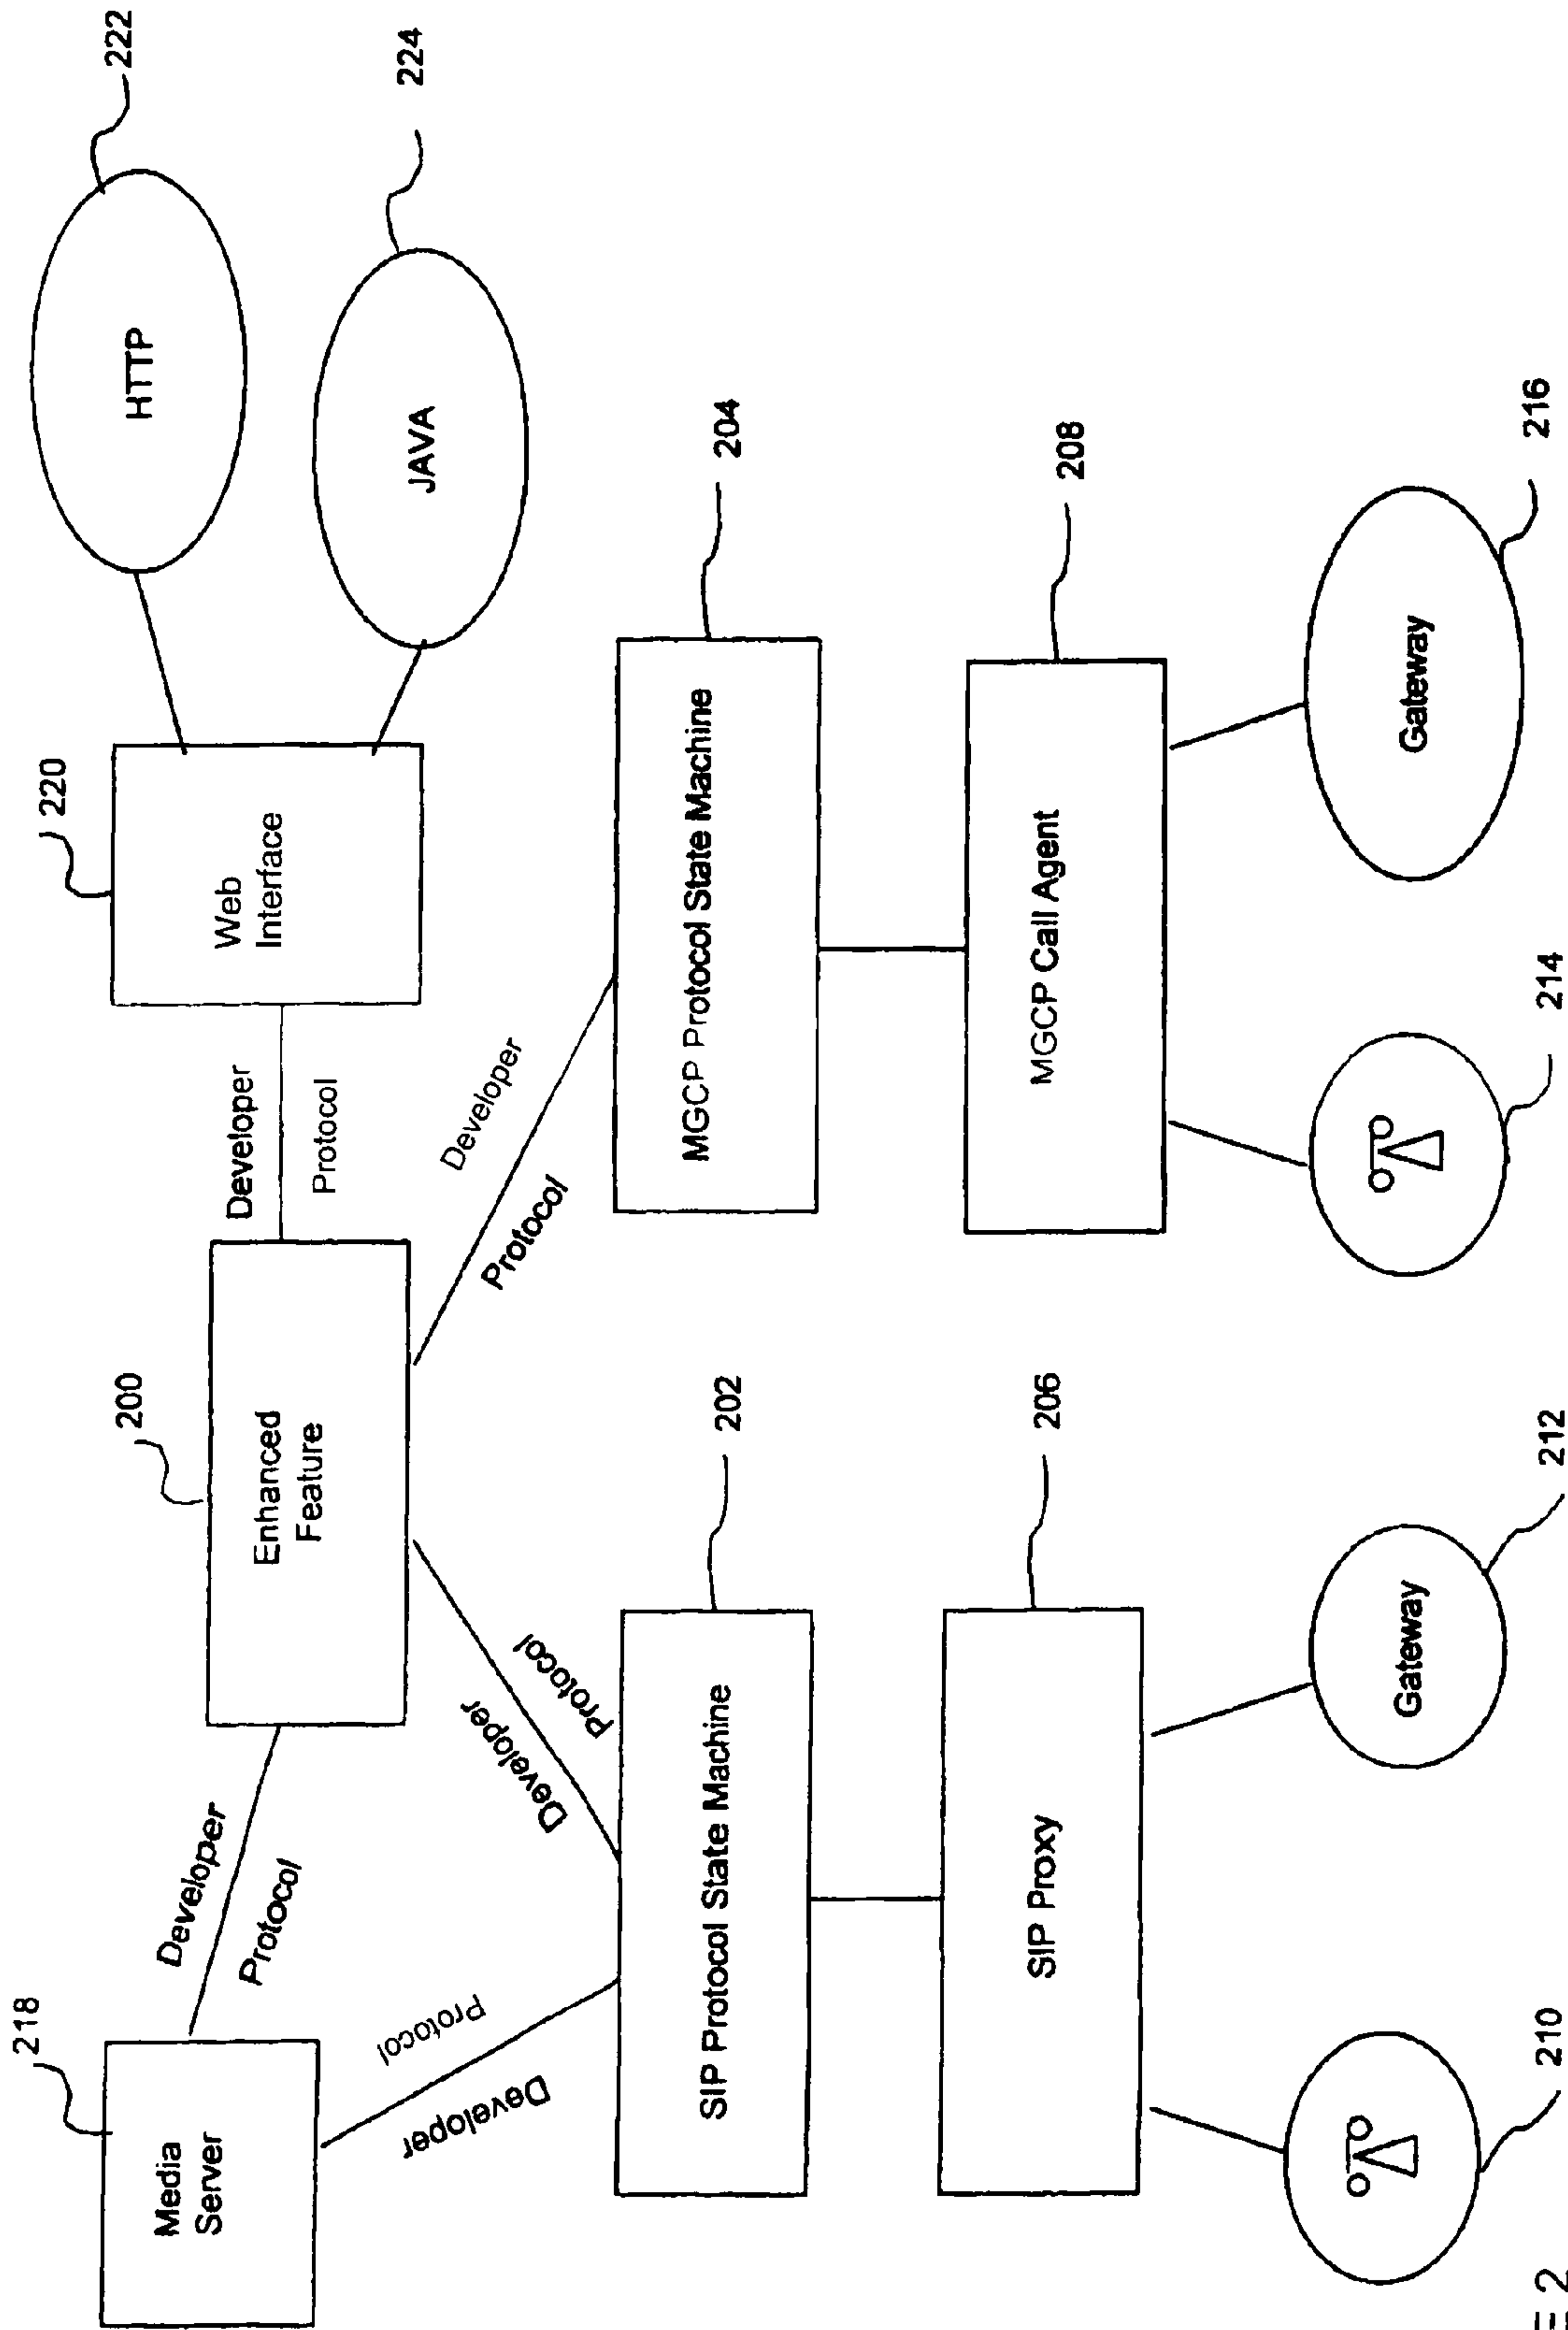 218
Media
Server
Developer
Protocol
200
Enhanced
Feature
Developer
Protocol
220
Web
Interface
222
HTTP
224
JAVA
Developer
Protocol
Developer
Protocol
Developer
Protocol
202
SIP Protocol State Machine
204
MGCP Protocol State Machine
206
SIP Proxy
208
MGCP Call Agent
210
Gateway
212
214
Gateway
216
2